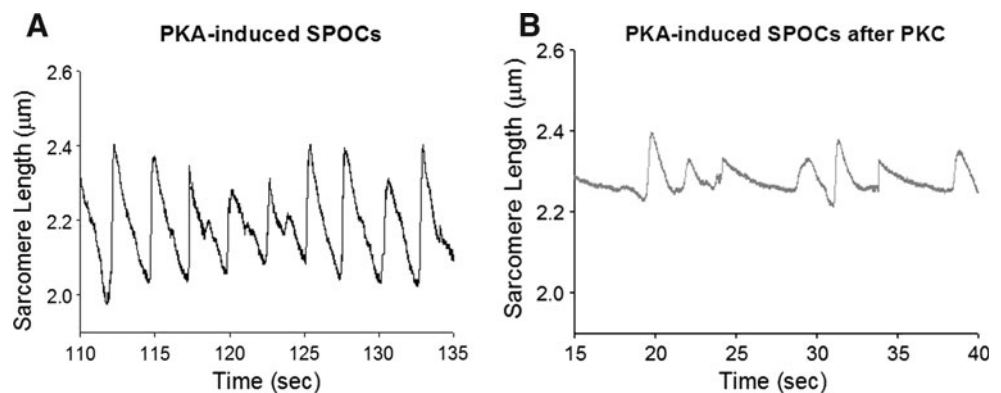 A
PKA-induced SPOCs
Sarcomere Length (μm)
2.6
2.4
2.2
2.0
110 115 120 125 130 135
Time (sec)
B
PKA-induced SPOCs after PKC
Sarcomere Length (μm)
2.6
2.4
2.2
2.0
15 20 25 30 35 40
Time (sec)